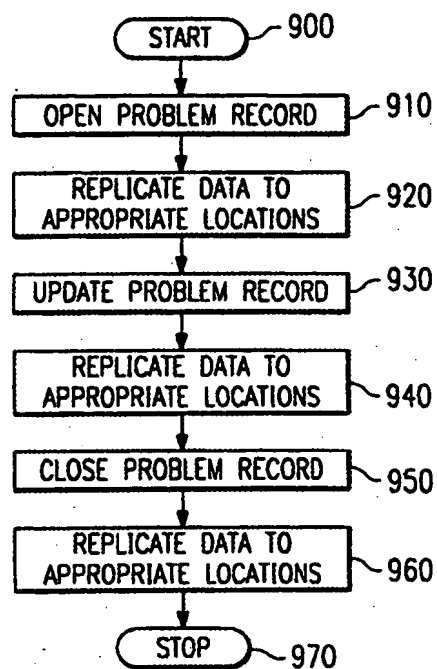 START 900
OPEN PROBLEM RECORD 910
REPLICATE DATA TO
APPROPRIATE LOCATIONS 920
UPDATE PROBLEM RECORD 930
REPLICATE DATA TO
APPROPRIATE LOCATIONS 940
CLOSE PROBLEM RECORD 950
REPLICATE DATA TO
APPROPRIATE LOCATIONS 960
STOP 970